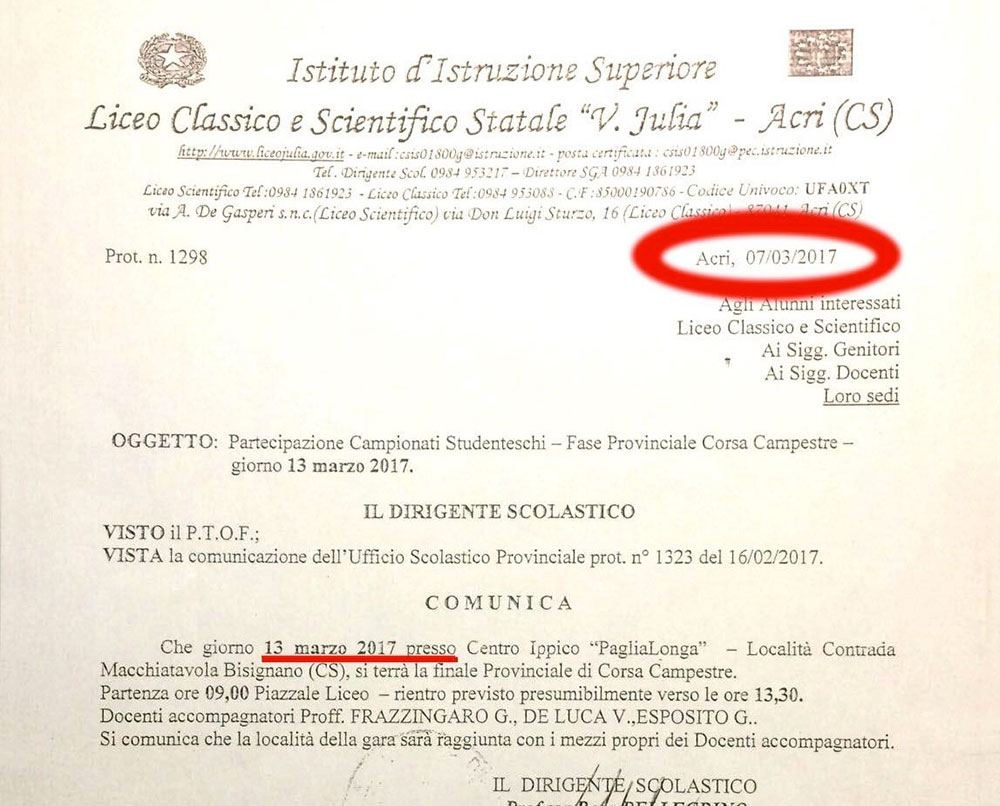 Istituto d'Istruzione Superiore
Liceo Classico e Scientifico Statale "V. Julia" - Acri (CS)
http://www.liceojulia.gov.it - e-mail:csis01800g@istruzione.it - posta certificata : csis01800g@pec.istruzione.it
Tel. Dirigente Scol. 0984 953217 – Direttore SGA 0984 1861923
Liceo Scientifico Tel:0984 1861923 - Liceo Classico Tel:0984 953088 - C.F:85000190786 - Codice Univoco: UFA0XT
via A. De Gasperi s.n.c.(Liceo Scientifico) via Don Luigi Sturzo, 16 (Liceo Classico) - 87041 Acri (CS)
Prot. n. 1298
Acri, 07/03/2017
Agli Alunni interessati
Liceo Classico e Scientifico
Ai Sigg. Genitori
Ai Sigg. Docenti
Loro sedi
OGGETTO: Partecipazione Campionati Studenteschi – Fase Provinciale Corsa Campestre –
giorno 13 marzo 2017.
IL DIRIGENTE SCOLASTICO
VISTO il P.T.O.F.;
VISTA la comunicazione dell'Ufficio Scolastico Provinciale prot. n° 1323 del 16/02/2017.
COMUNICA
Che giorno 13 marzo 2017 presso Centro Ippico "PagliaLonga" – Località Contrada
Macchiatavola Bisignano (CS), si terrà la finale Provinciale di Corsa Campestre.
Partenza ore 09,00 Piazzale Liceo – rientro previsto presumibilmente verso le ore 13,30.
Docenti accompagnatori Proff. FRAZZINGARO G., DE LUCA V.,ESPOSITO G..
Si comunica che la località della gara sarà raggiunta con i mezzi propri dei Docenti accompagnatori.
IL DIRIGENTE SCOLASTICO
PELLEGRINO